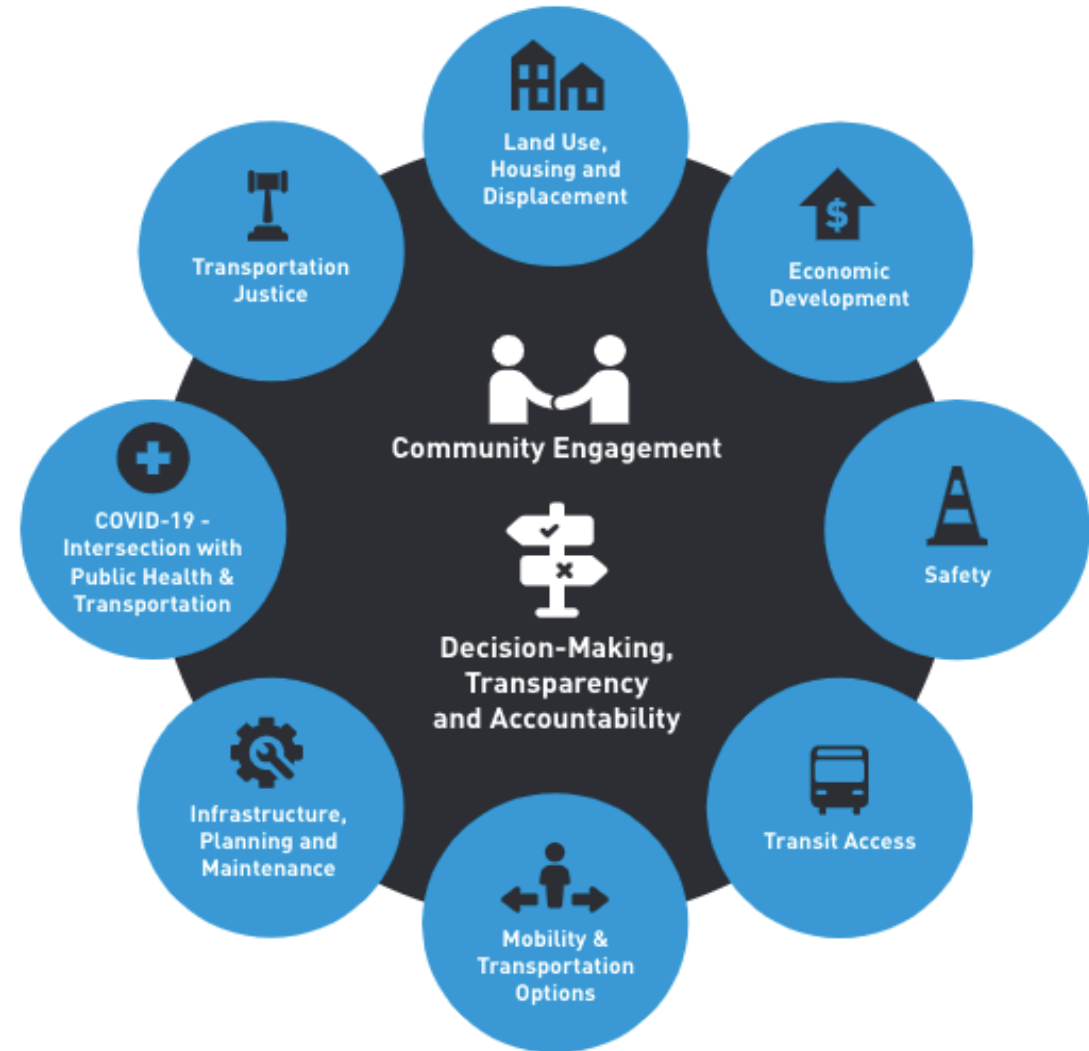 Land Use,
Housing and
Displacement
$
Economic
Development
Safety
Transit Access
Mobility &
Transportation
Options
Infrastructure,
Planning and
Maintenance
COVID-19 -
Intersection with
Public Health &
Transportation
Transportation
Justice
Community Engagement
Decision-Making,
Transparency
and Accountability